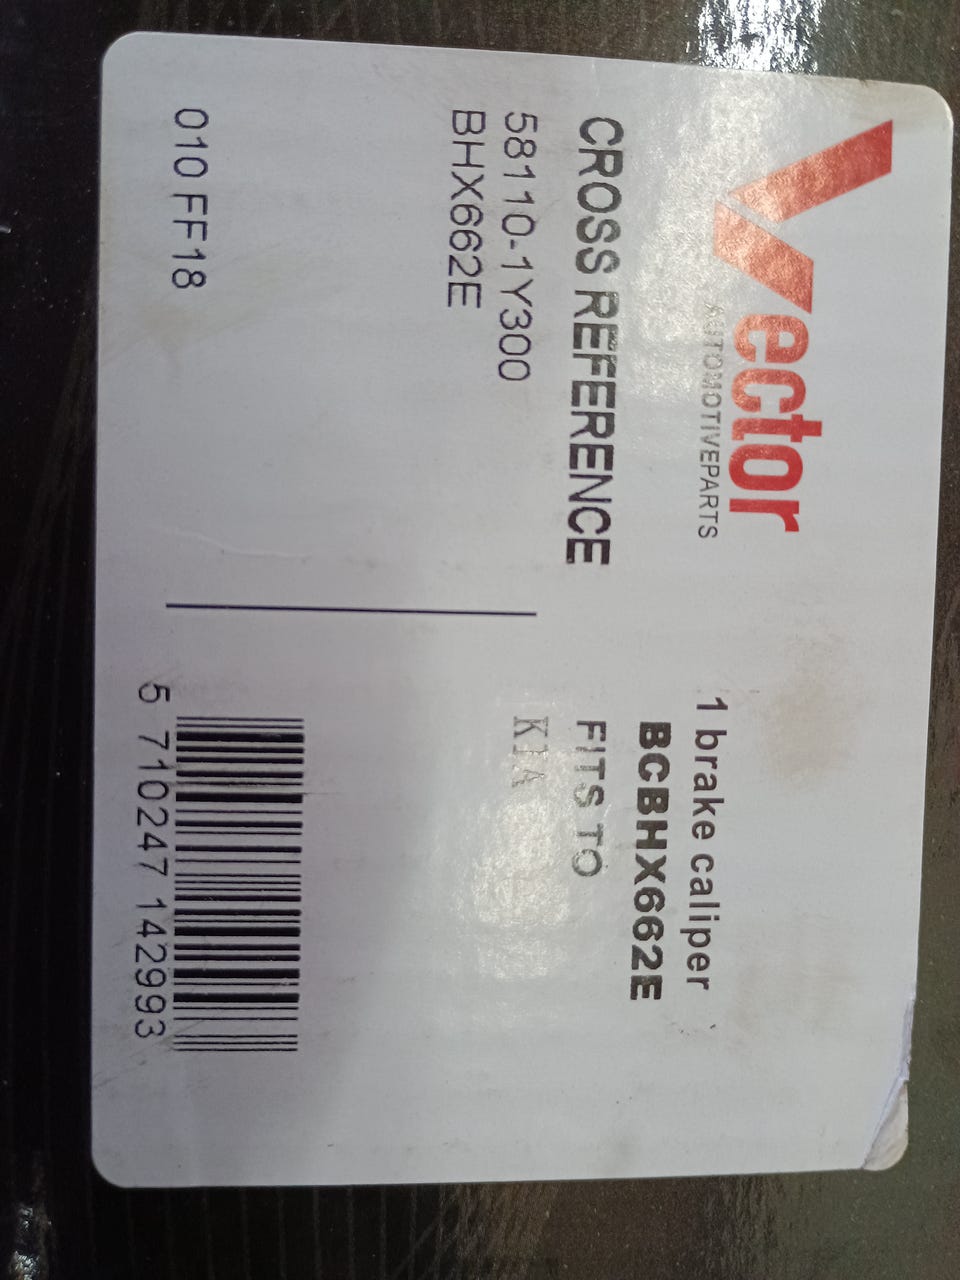 Vector
AUTOMOTIVEPARTS
1 brake caliper
BCBHX662E
CROSS REFERENCE
58110-1Y300
BHX662E
FITS TO
KIA
010 FF18
5 710247 142993